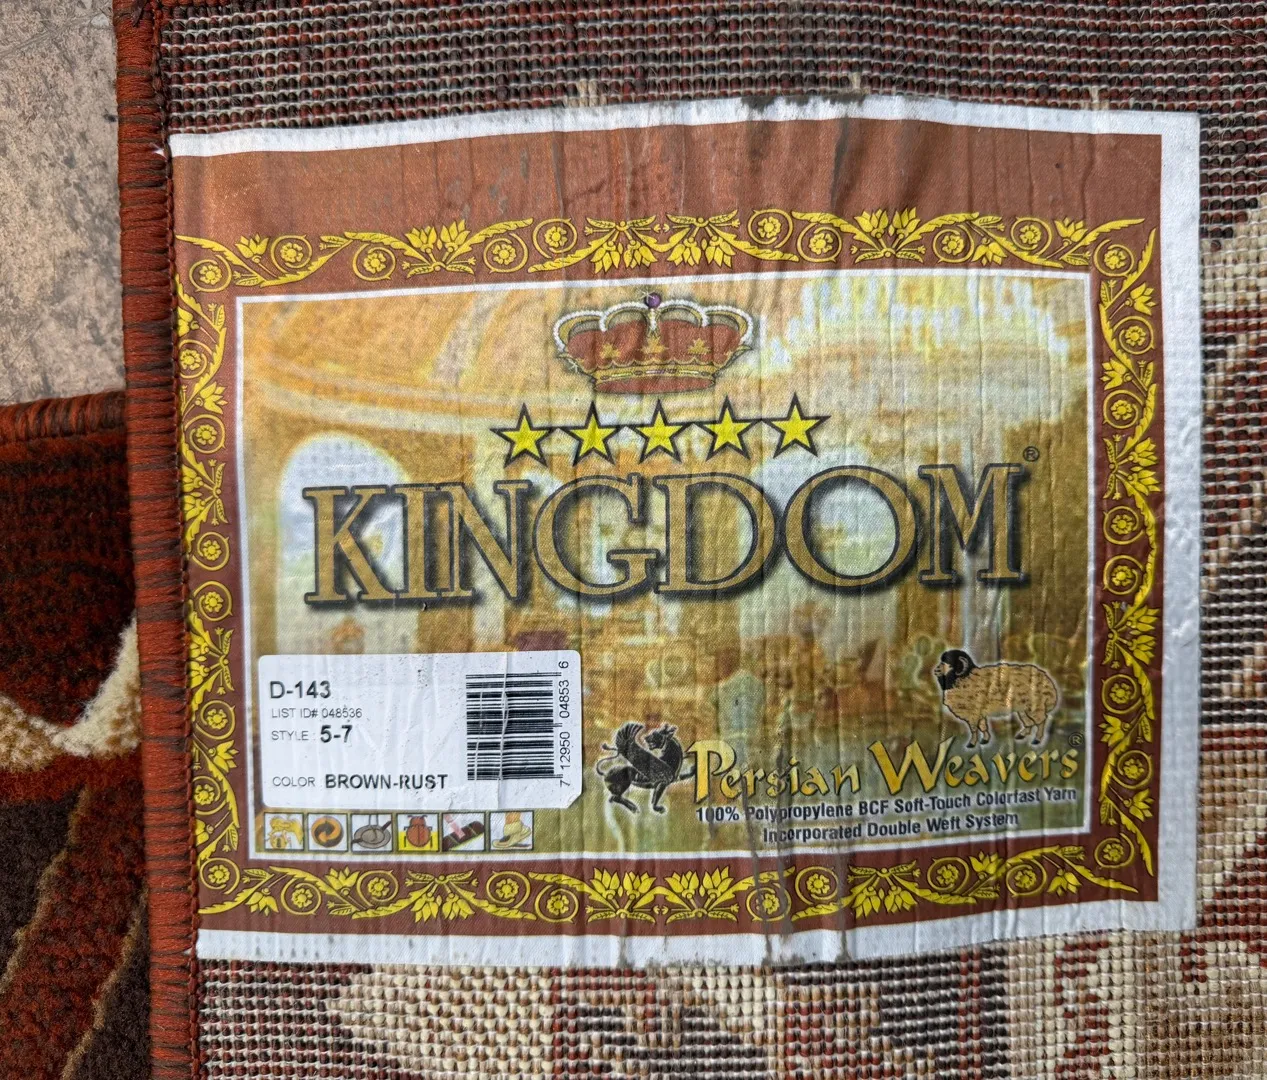 KINGDOM®
D-143
LIST ID# 048536
STYLE : 5-7
COLOR BROWN-RUST
7 12950 04853 6
Persian Weavers®
100% Polypropylene BCF Soft-Touch Colorfast Yarn
Incorporated Double Weft System